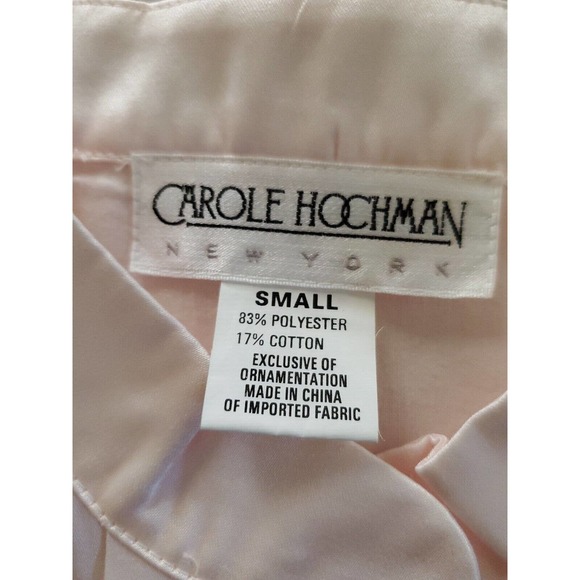 CAROLE HOCHMAN
NEW YORK
SMALL
83% POLYESTER
17% COTTON
EXCLUSIVE OF
ORNAMENTATION
MADE IN CHINA
OF IMPORTED FABRIC